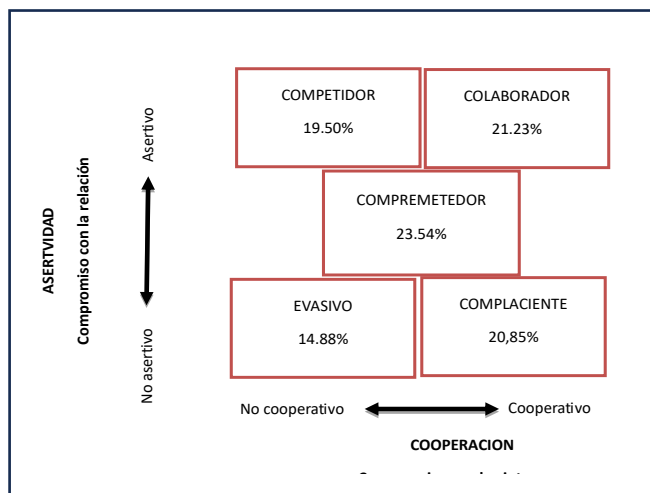 COMPETIDOR
19.50%
COLABORADOR
21.23%
COMPREMETEDOR
23.54%
EVASIVO
14.88%
COMPLACIENTE
20,85%
ASERTVIDAD
Compromiso con la relación
Asertivo
No asertivo
No cooperativo
Cooperativo
COOPERACION